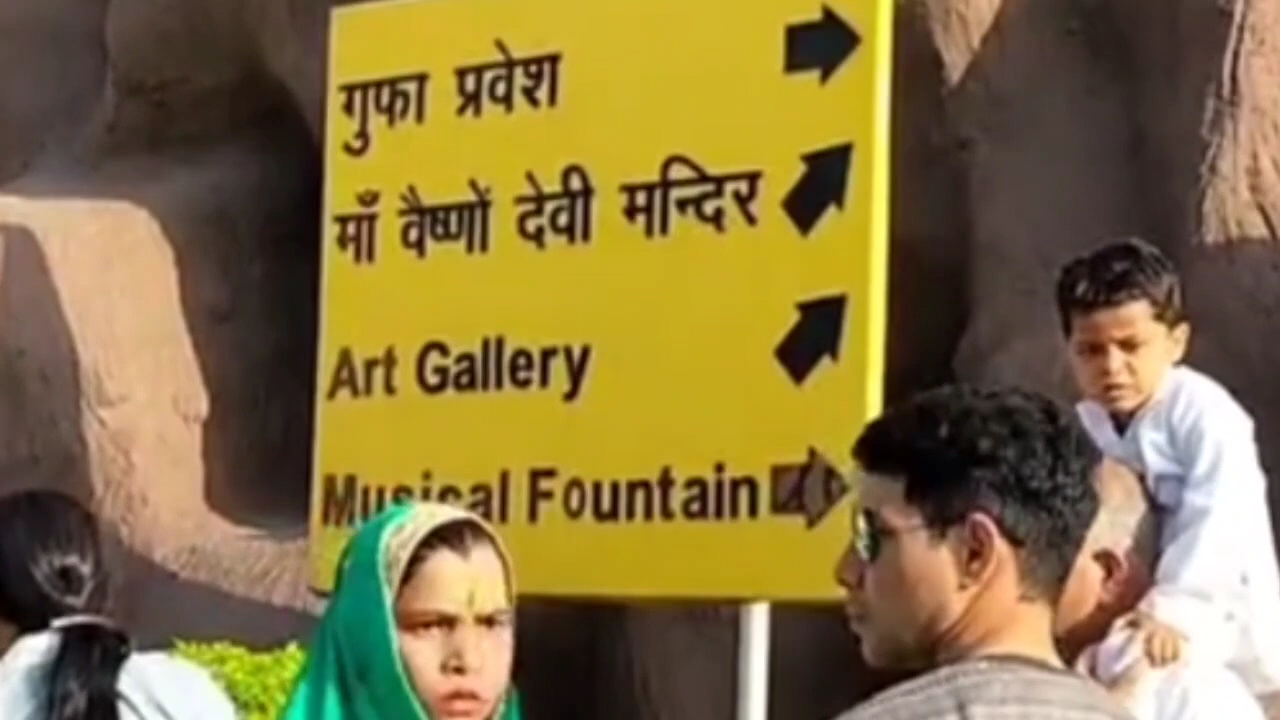 गुफा प्रवेश
माँ वैष्णों देवी मन्दिर
Art Gallery
Musical Fountain